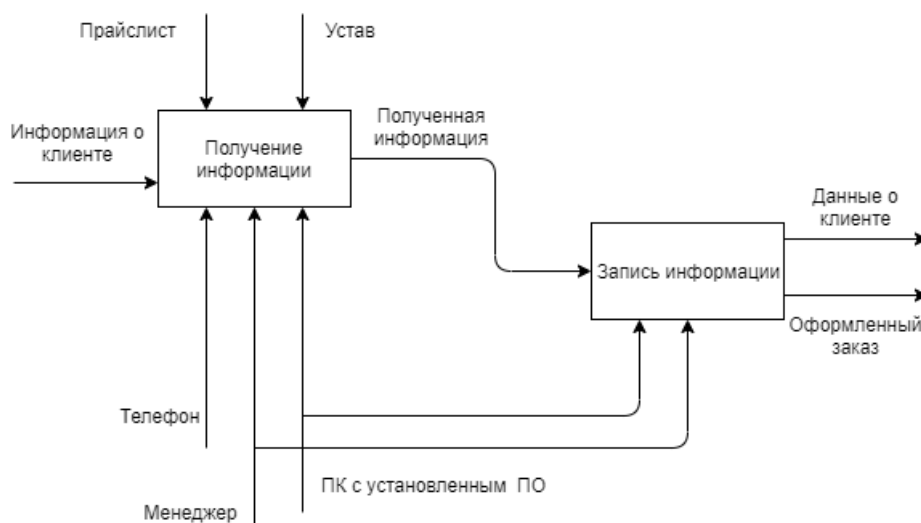 Прайслист
Устав
Информация о
клиенте
Получение
информации
Полученная
информация
Данные о
клиенте
Запись информации
Оформленный
заказ
Телефон
ПК с установленным ПО
Менеджер